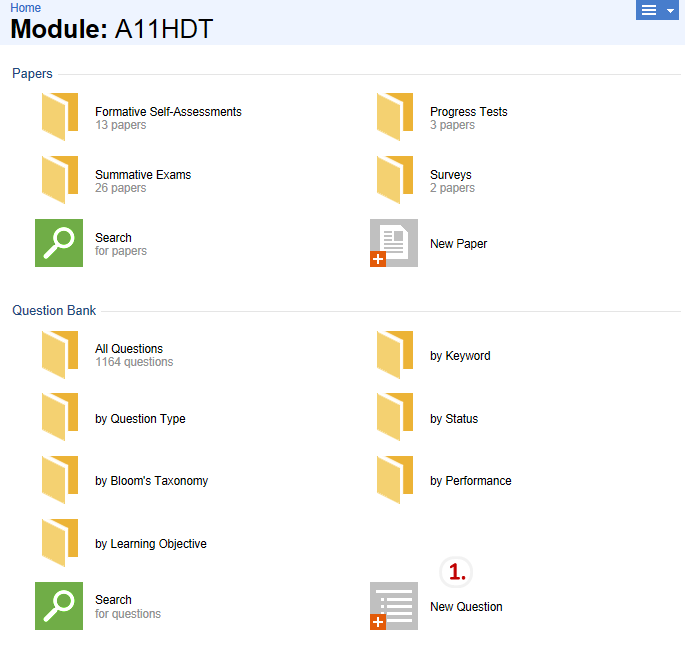 Home
Module: A11HDT
Papers
Formative Self-Assessments
13 papers
Progress Tests
3 papers
Summative Exams
26 papers
Surveys
2 papers
Search
for papers
New Paper
Question Bank
All Questions
1164 questions
by Keyword
by Question Type
by Status
by Bloom's Taxonomy
by Performance
by Learning Objective
Search
for questions
1.
New Question